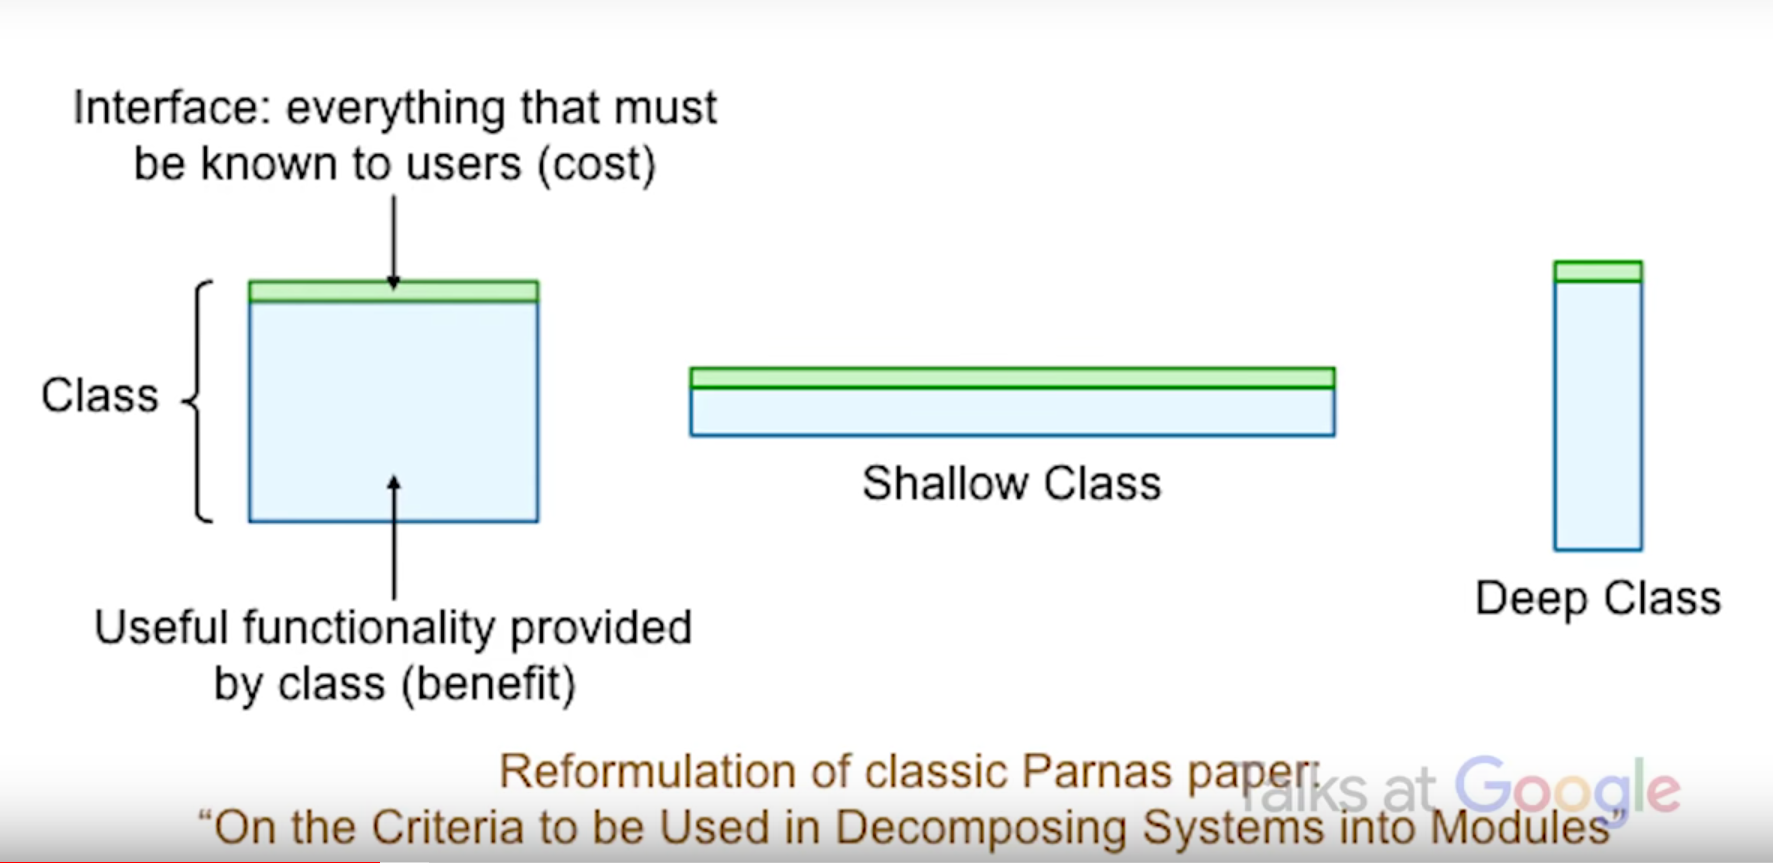 Interface: everything that must
be known to users (cost)
Class
Shallow Class
Deep Class
Useful functionality provided
by class (benefit)
Reformulation of classic Parnas paper:
Talks at Google
“On the Criteria to be Used in Decomposing Systems into Modules”